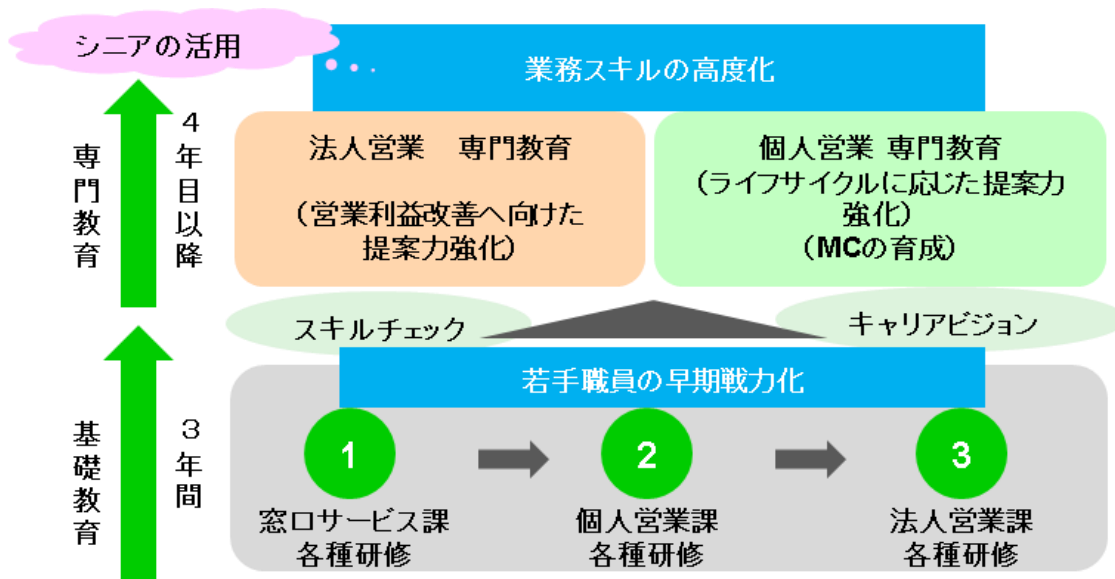 シニアの活用
業務スキルの高度化
専門教育
4年目以降
法人営業 専門教育
(営業利益改善へ向けた
提案力強化)
個人営業 専門教育
(ライフサイクルに応じた提案力
強化)
(MCの育成)
スキルチェック
キャリアビジョン
若手職員の早期戦力化
基礎教育
3年間
1
2
3
窓口サービス課
各種研修
個人営業課
各種研修
法人営業課
各種研修